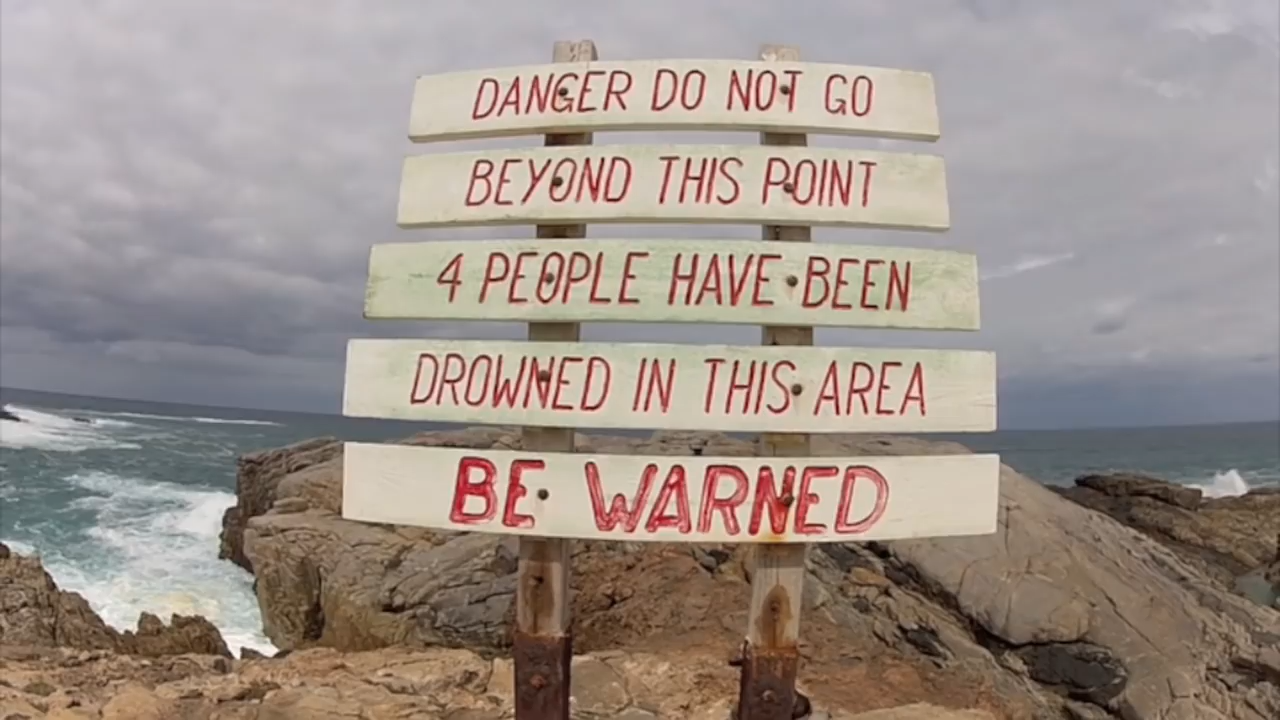 DANGER DO NOT GO
BEYOND THIS POINT
4 PEOPLE HAVE BEEN
DROWNED IN THIS AREA
BE WARNED